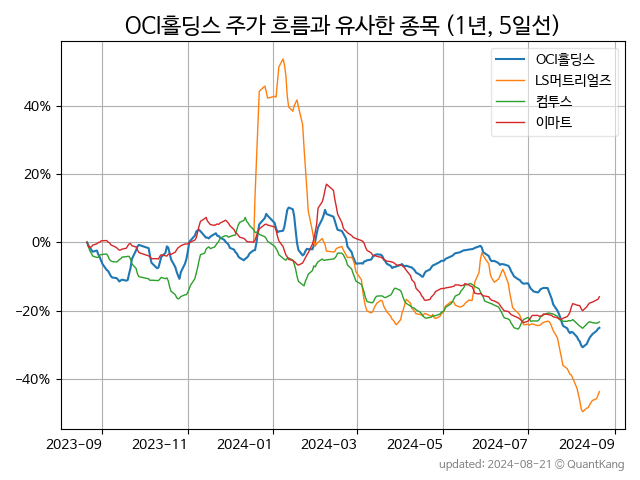 OCI홀딩스 주가 흐름과 유사한 종목 (1년, 5일선)
OCI홀딩스
LS머트리얼즈
컴투스
이마트
40%
20%
0%
−20%
−40%
2023-09 2023-11 2024-01 2024-03 2024-05 2024-07 2024-09
updated: 2024-08-21 © QuantKang